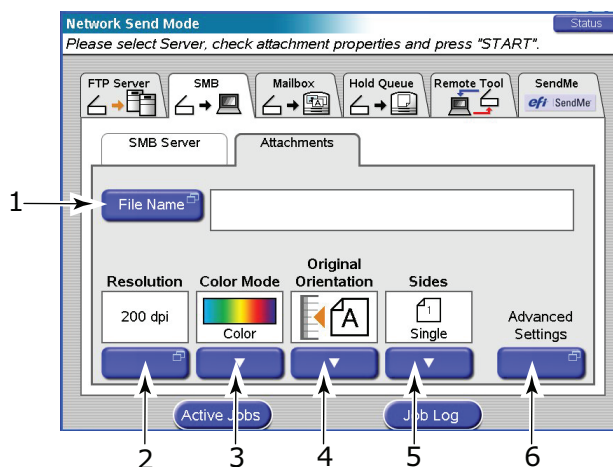 Network Send Mode
Status
Please select Server, check attachment properties and press "START".
FTP Server
SMB
Mailbox
Hold Queue
Remote Tool
SendMe
efi SendMe
SMB Server
Attachments
1
File Name
Resolution
Color Mode
Original
Orientation
Sides
200 dpi
Color
A
1
Single
Advanced
Settings
Active Jobs
Job Log
2
3
4
5
6